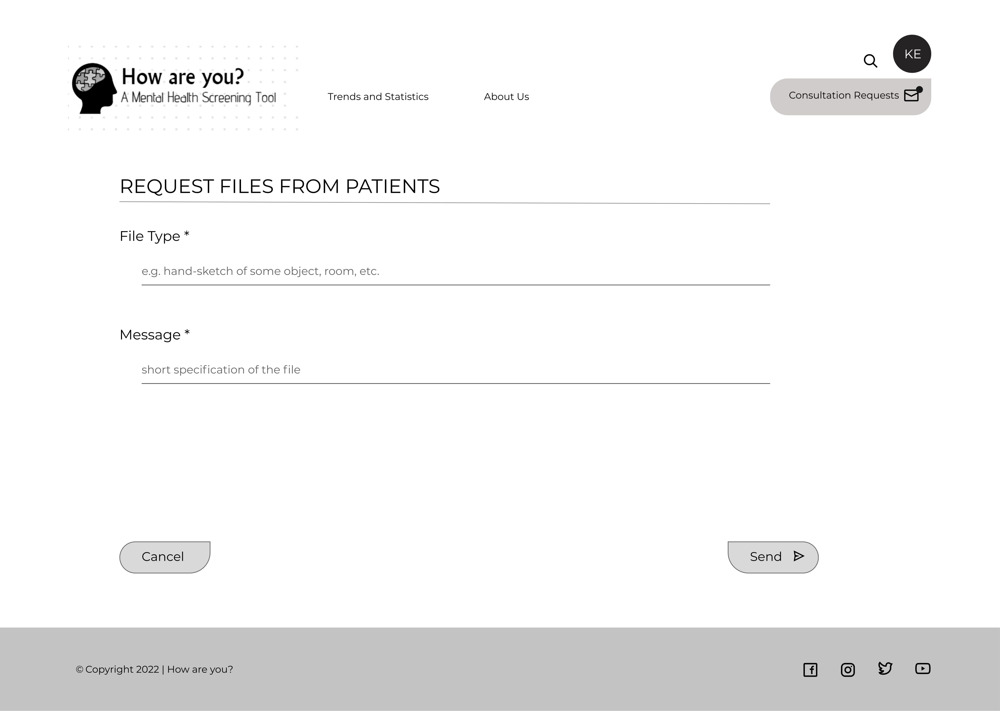 KE
How are you?
A Mental Health Screening Tool
Trends and Statistics
About Us
Consultation Requests
REQUEST FILES FROM PATIENTS
File Type *
e.g. hand-sketch of some object, room, etc.
Message *
short specification of the file
Cancel
Send
© Copyright 2022 | How are you?